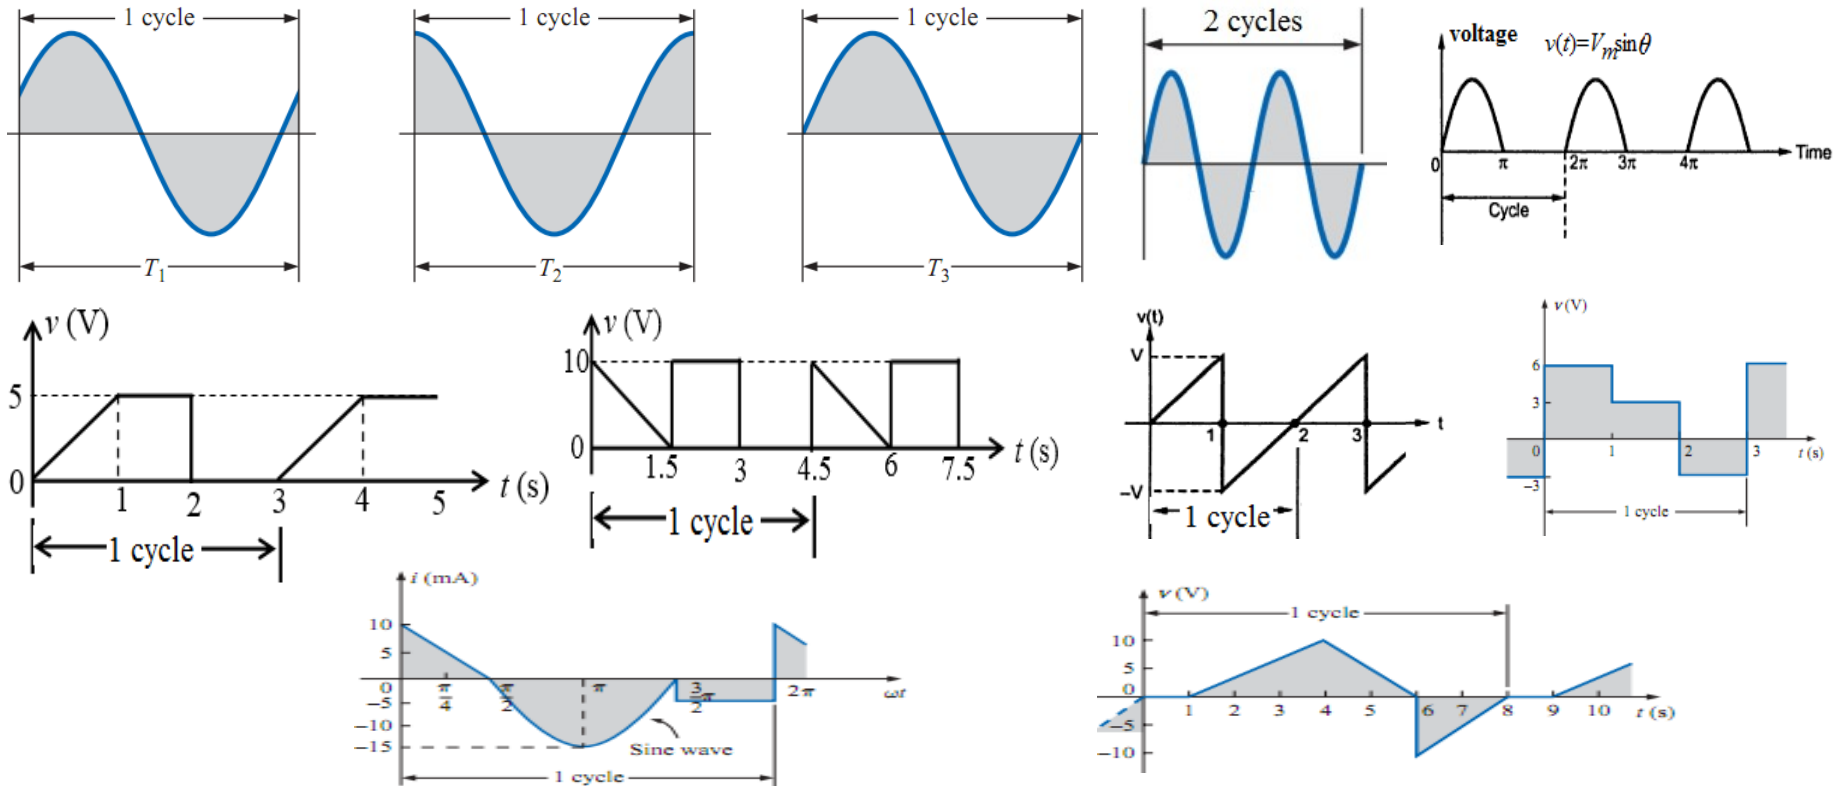 1 cycle
T1
1 cycle
T2
1 cycle
T3
2 cycles
voltage
v(t)=Vm sinθ
0 π 2π 3π 4π Time
Cycle
v (V)
5
0 1 2 3 4 5 t (s)
1 cycle
v (V)
10
0
1.5 3 4.5 6 7.5 t (s)
1 cycle
v(t)
V
1 2 3 t
–V
1 cycle
v (V)
6
3
0 1 2 3 t (s)
–3
1 cycle
i (mA)
10
5
0 π/4 π/2 π 3/2 π 2π ωt
–5
–10
–15
Sine wave
1 cycle
v (V)
1 cycle
10
5
0
1 2 3 4 5 6 7 8 9 10 t (s)
–5
–10